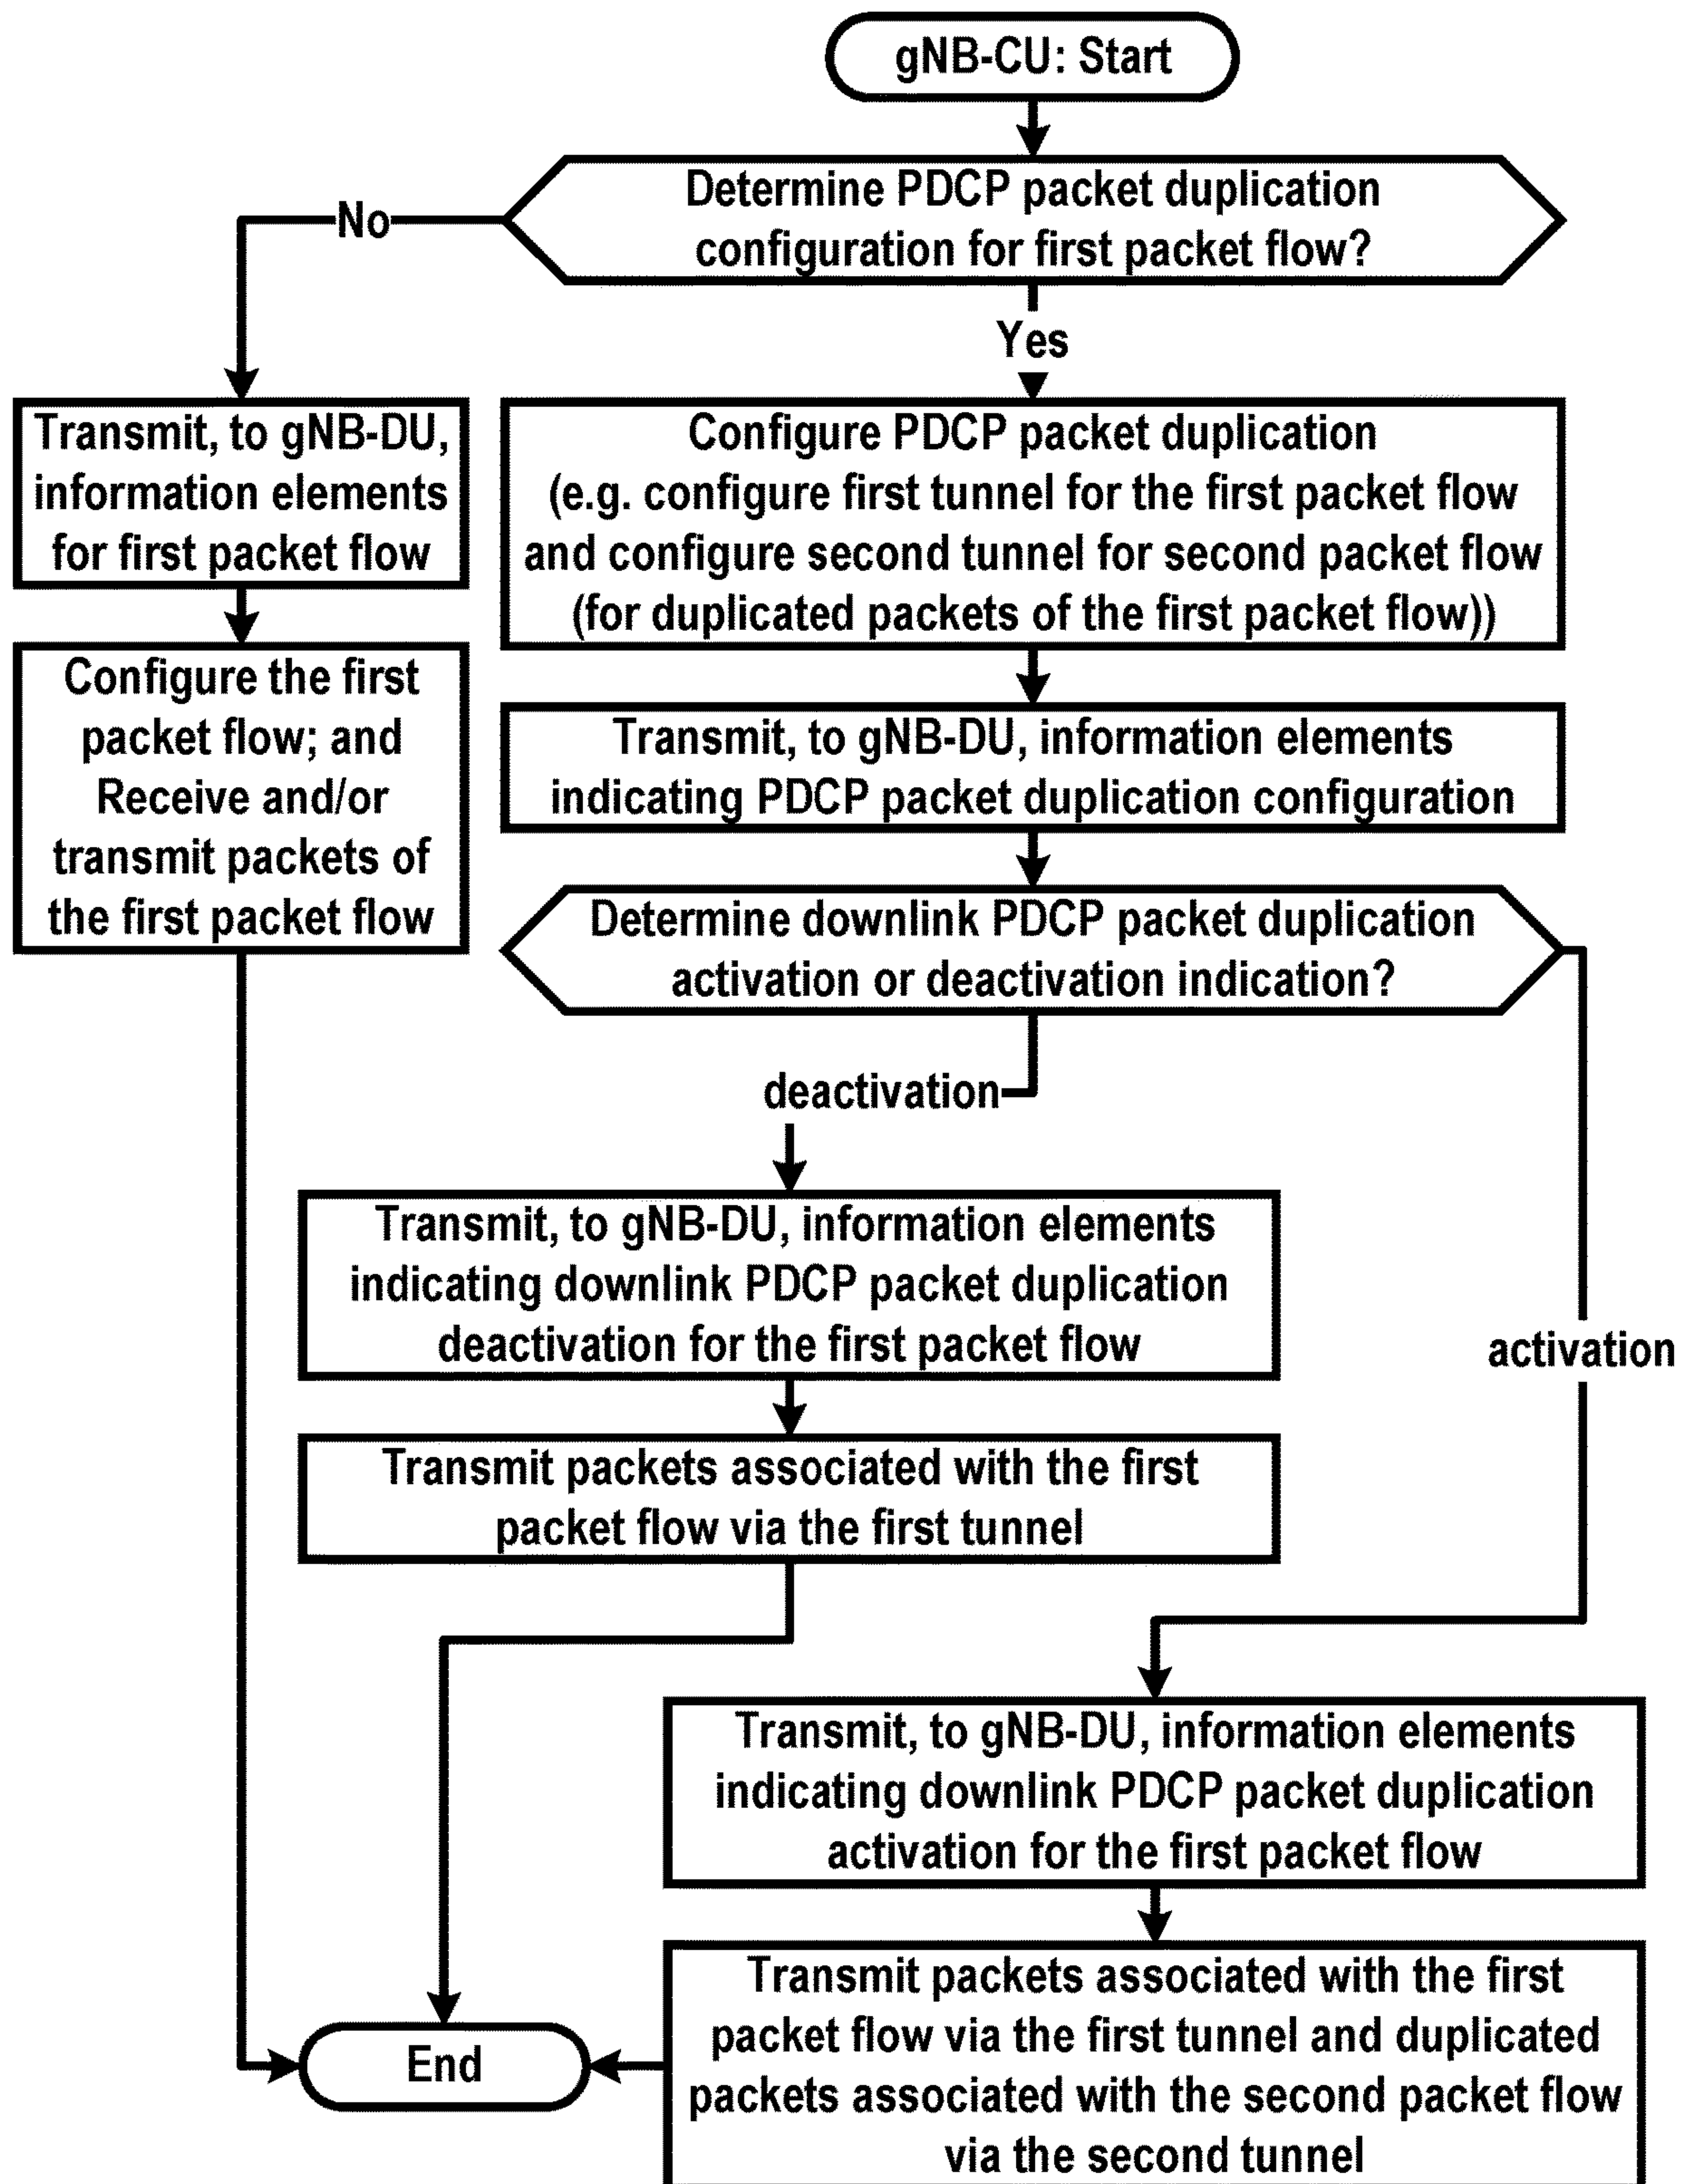 gNB-CU: Start
Determine PDCP packet duplication
configuration for first packet flow?
No
Yes
Transmit, to gNB-DU,
information elements
for first packet flow
Configure the first
packet flow; and
Receive and/or
transmit packets of
the first packet flow
Configure PDCP packet duplication
(e.g. configure first tunnel for the first packet flow
and configure second tunnel for second packet flow
(for duplicated packets of the first packet flow))
Transmit, to gNB-DU, information elements
indicating PDCP packet duplication configuration
Determine downlink PDCP packet duplication
activation or deactivation indication?
deactivation
Transmit, to gNB-DU, information elements
indicating downlink PDCP packet duplication
deactivation for the first packet flow
activation
Transmit packets associated with the first
packet flow via the first tunnel
Transmit, to gNB-DU, information elements
indicating downlink PDCP packet duplication
activation for the first packet flow
Transmit packets associated with the first
packet flow via the first tunnel and duplicated
packets associated with the second packet flow
via the second tunnel
End